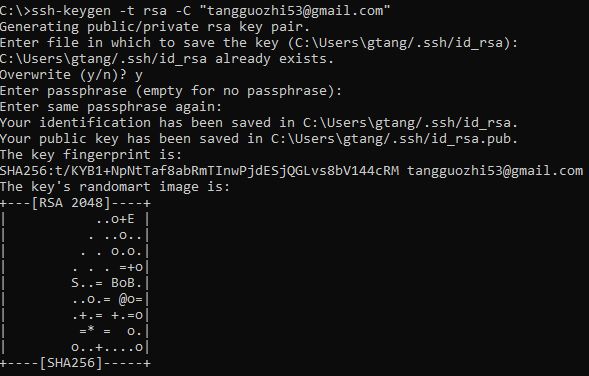 C:\>ssh-keygen -t rsa -C "tangguozhi53@gmail.com"
Generating public/private rsa key pair.
Enter file in which to save the key (C:\Users\gtang/.ssh/id_rsa):
C:\Users\gtang/.ssh/id_rsa already exists.
Overwrite (y/n)? y
Enter passphrase (empty for no passphrase):
Enter same passphrase again:
Your identification has been saved in C:\Users\gtang/.ssh/id_rsa.
Your public key has been saved in C:\Users\gtang/.ssh/id_rsa.pub.
The key fingerprint is:
SHA256:t/KYB1+NpNtTaf8abRmTInwPjdESjQGLvs8bV144cRM tangguozhi53@gmail.com
The key's randomart image is:
+---[RSA 2048]----+
|           ..o+E |
|          . ..o..|
|         . . o.o.|
|        . . . =+o|
|        S..= BoB.|
|        ..o.= @o=|
|        .+.= +.=o|
|         =* =  o.|
|        o..+....o|
+----[SHA256]-----+